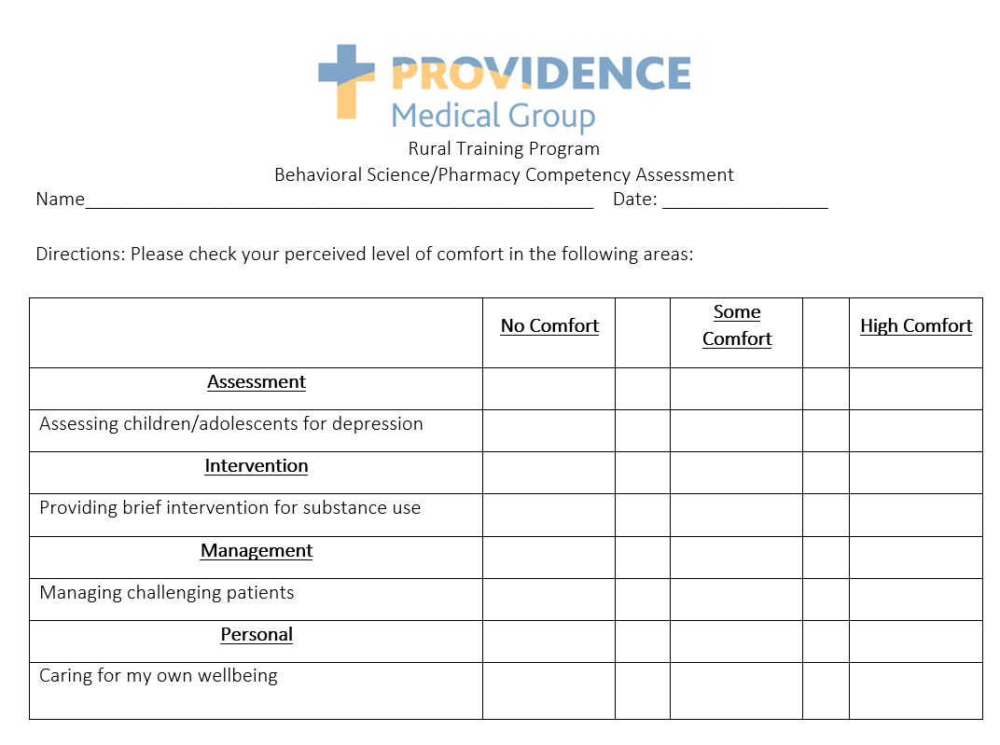 PROVIDENCE
Medical Group
Rural Training Program
Behavioral Science/Pharmacy Competency Assessment
Name__________________________________________________ Date: ________________
Directions: Please check your perceived level of comfort in the following areas:
No Comfort Some Comfort High Comfort
Assessment
Assessing children/adolescents for depression
Intervention
Providing brief intervention for substance use
Management
Managing challenging patients
Personal
Caring for my own wellbeing